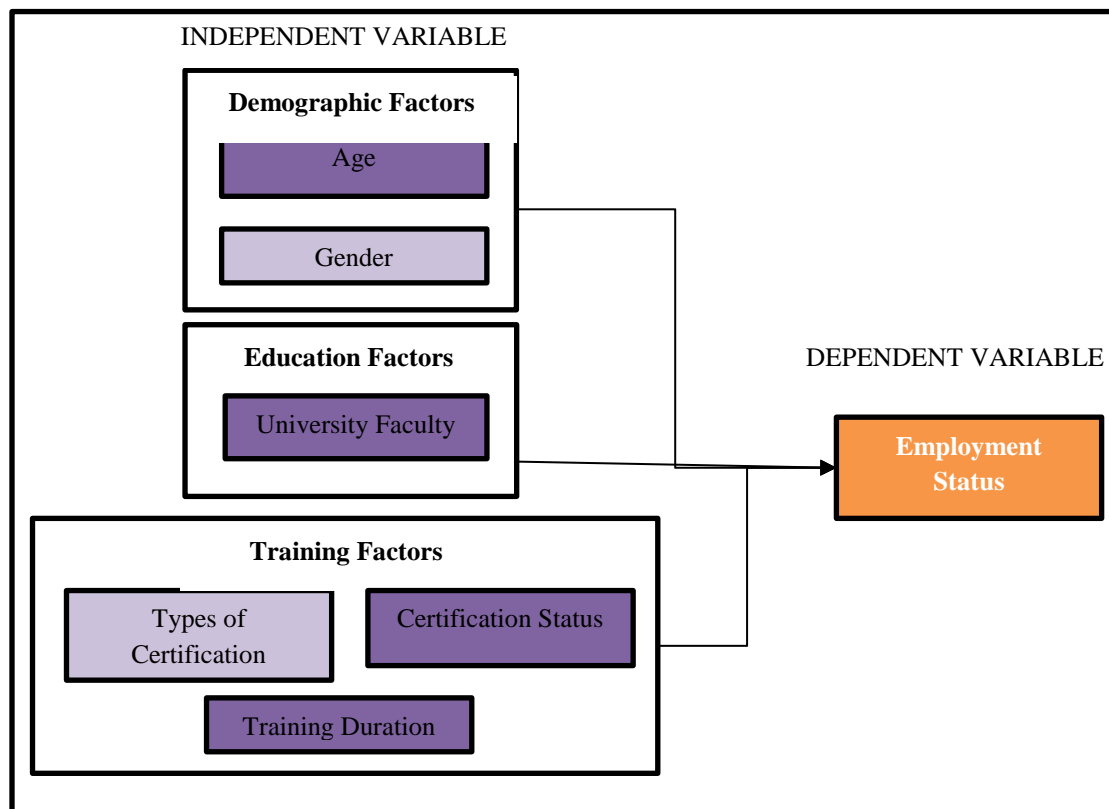 INDEPENDENT VARIABLE
Demographic Factors
Age
Gender
Education Factors
University Faculty
DEPENDENT VARIABLE
Employment
Status
Training Factors
Types of
Certification
Certification Status
Training Duration